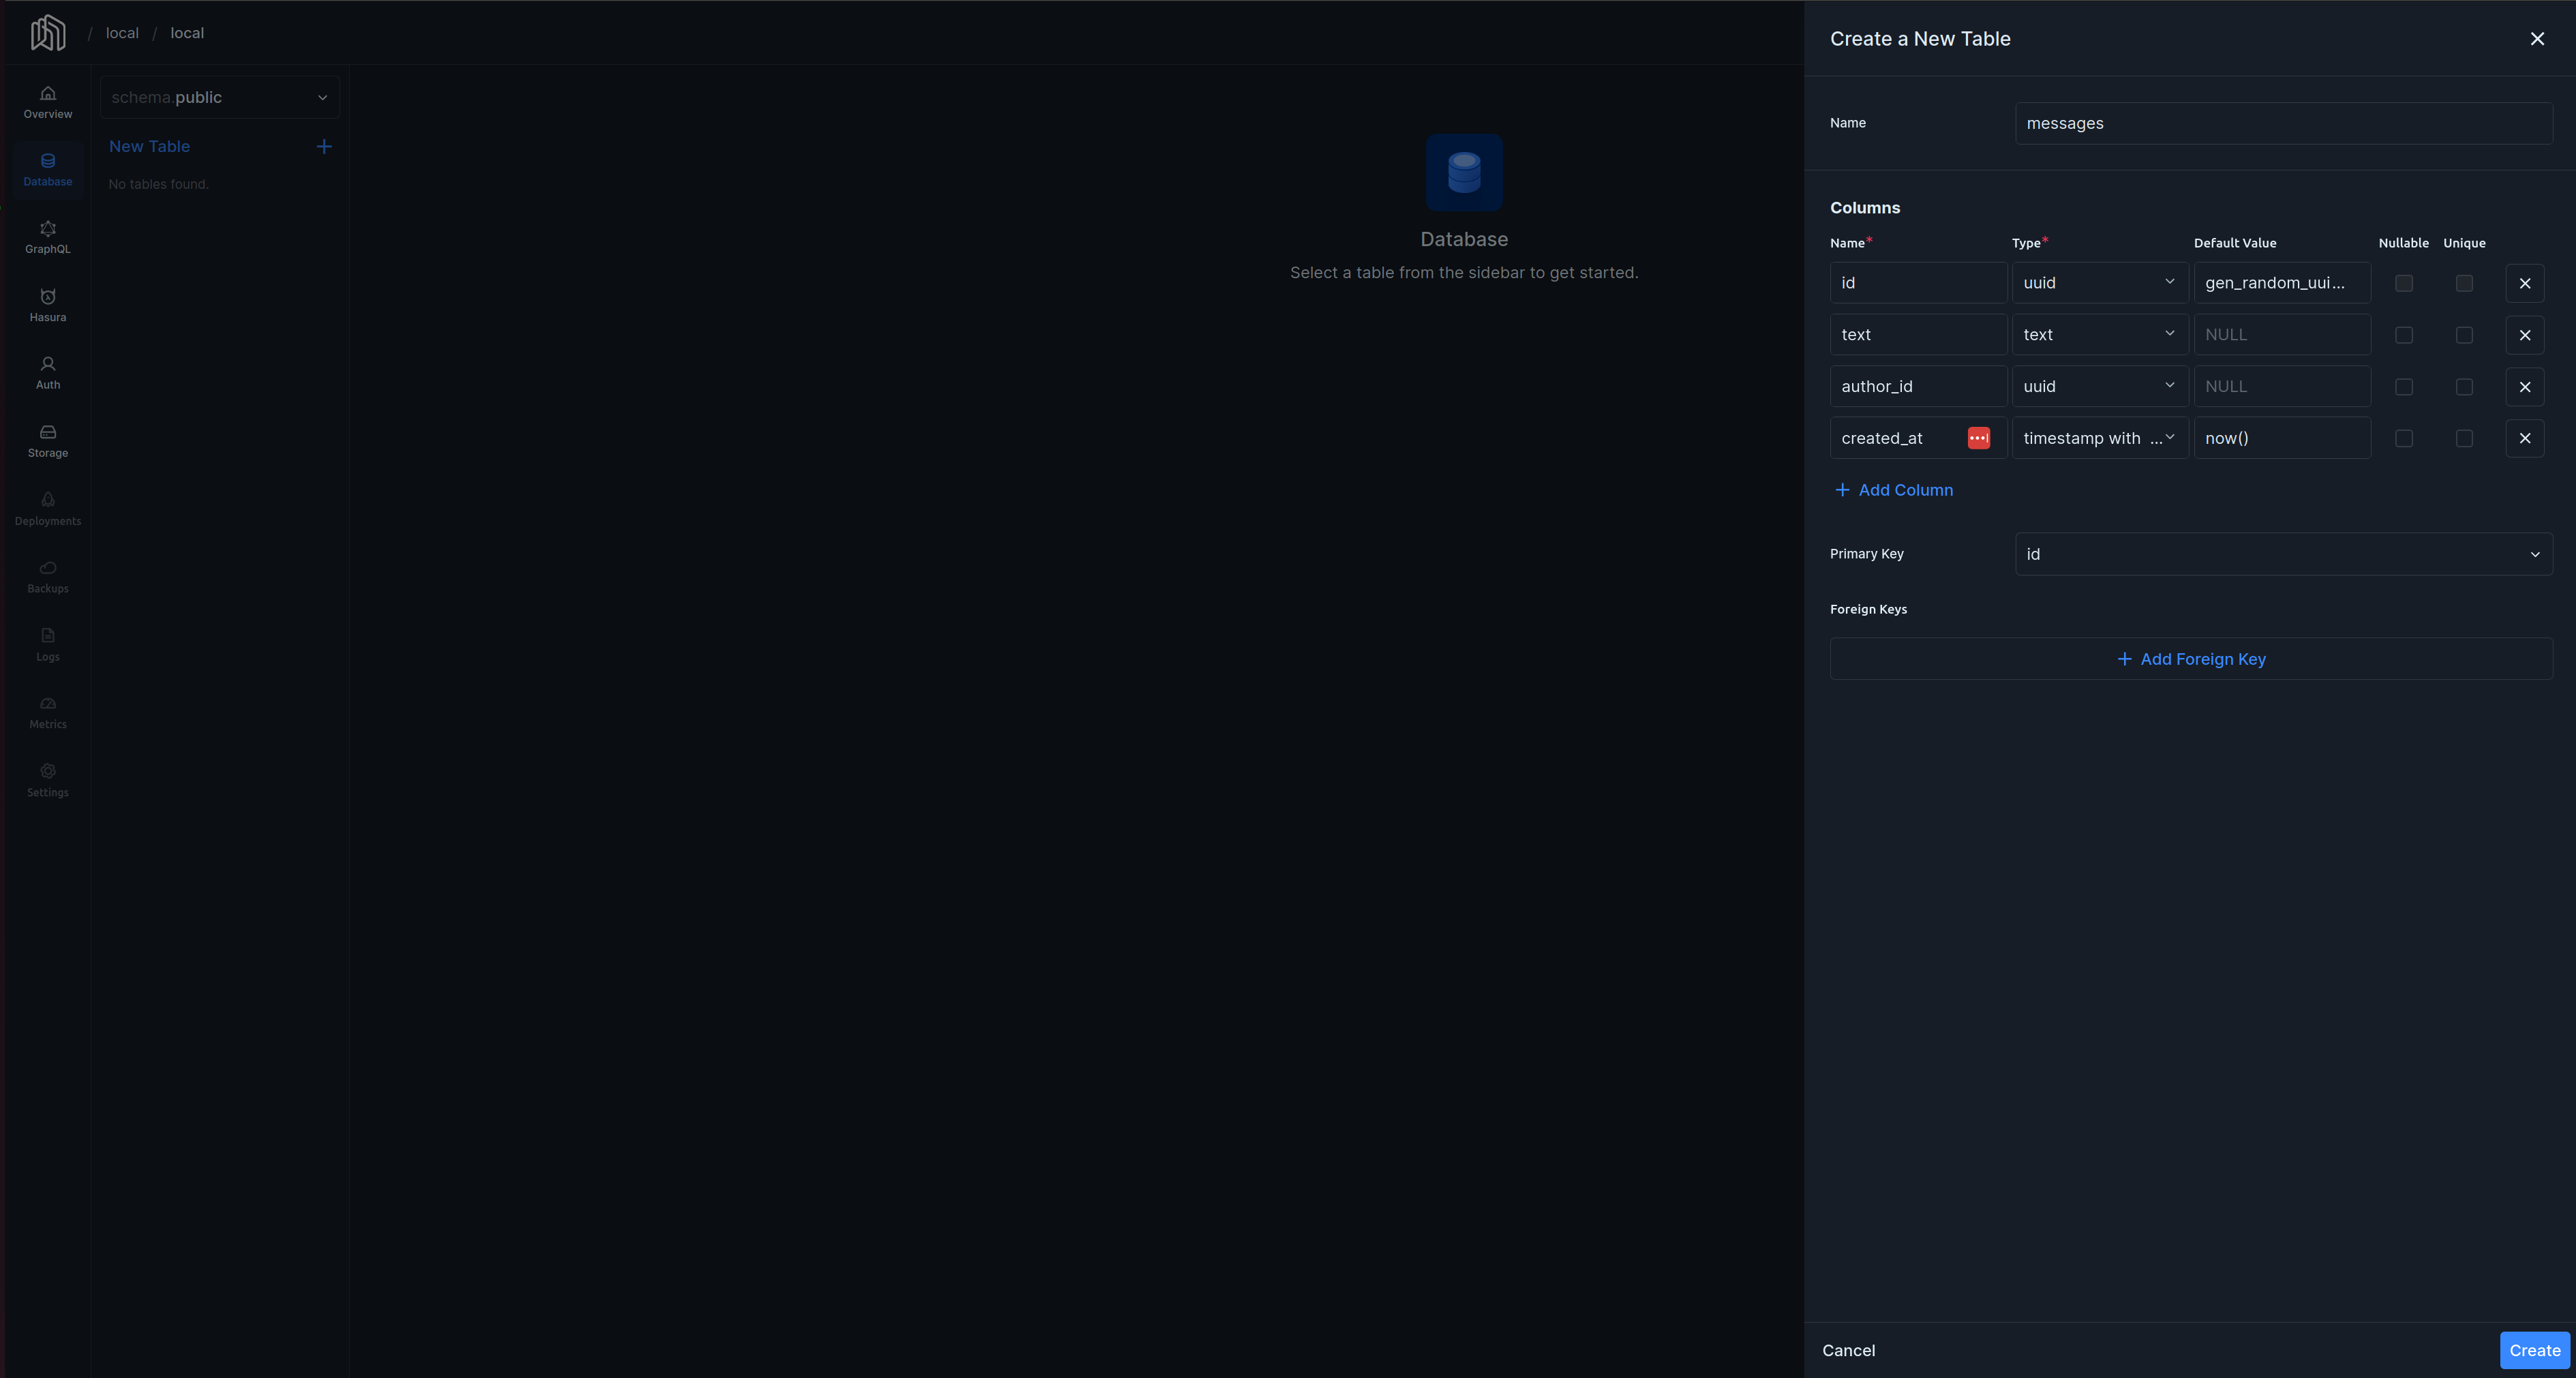 / local / local
Overview
Database
GraphQL
Hasura
Auth
Storage
Deployments
Backups
Logs
Metrics
Settings
schema.public
New Table
No tables found.
Database
Select a table from the sidebar to get started.
Create a New Table
Name messages
Columns
Name* Type* Default Value Nullable Unique
id uuid gen_random_uui...
text text NULL
author_id uuid NULL
created_at timestamp with ... now()
Add Column
Primary Key id
Foreign Keys
Add Foreign Key
Cancel Create